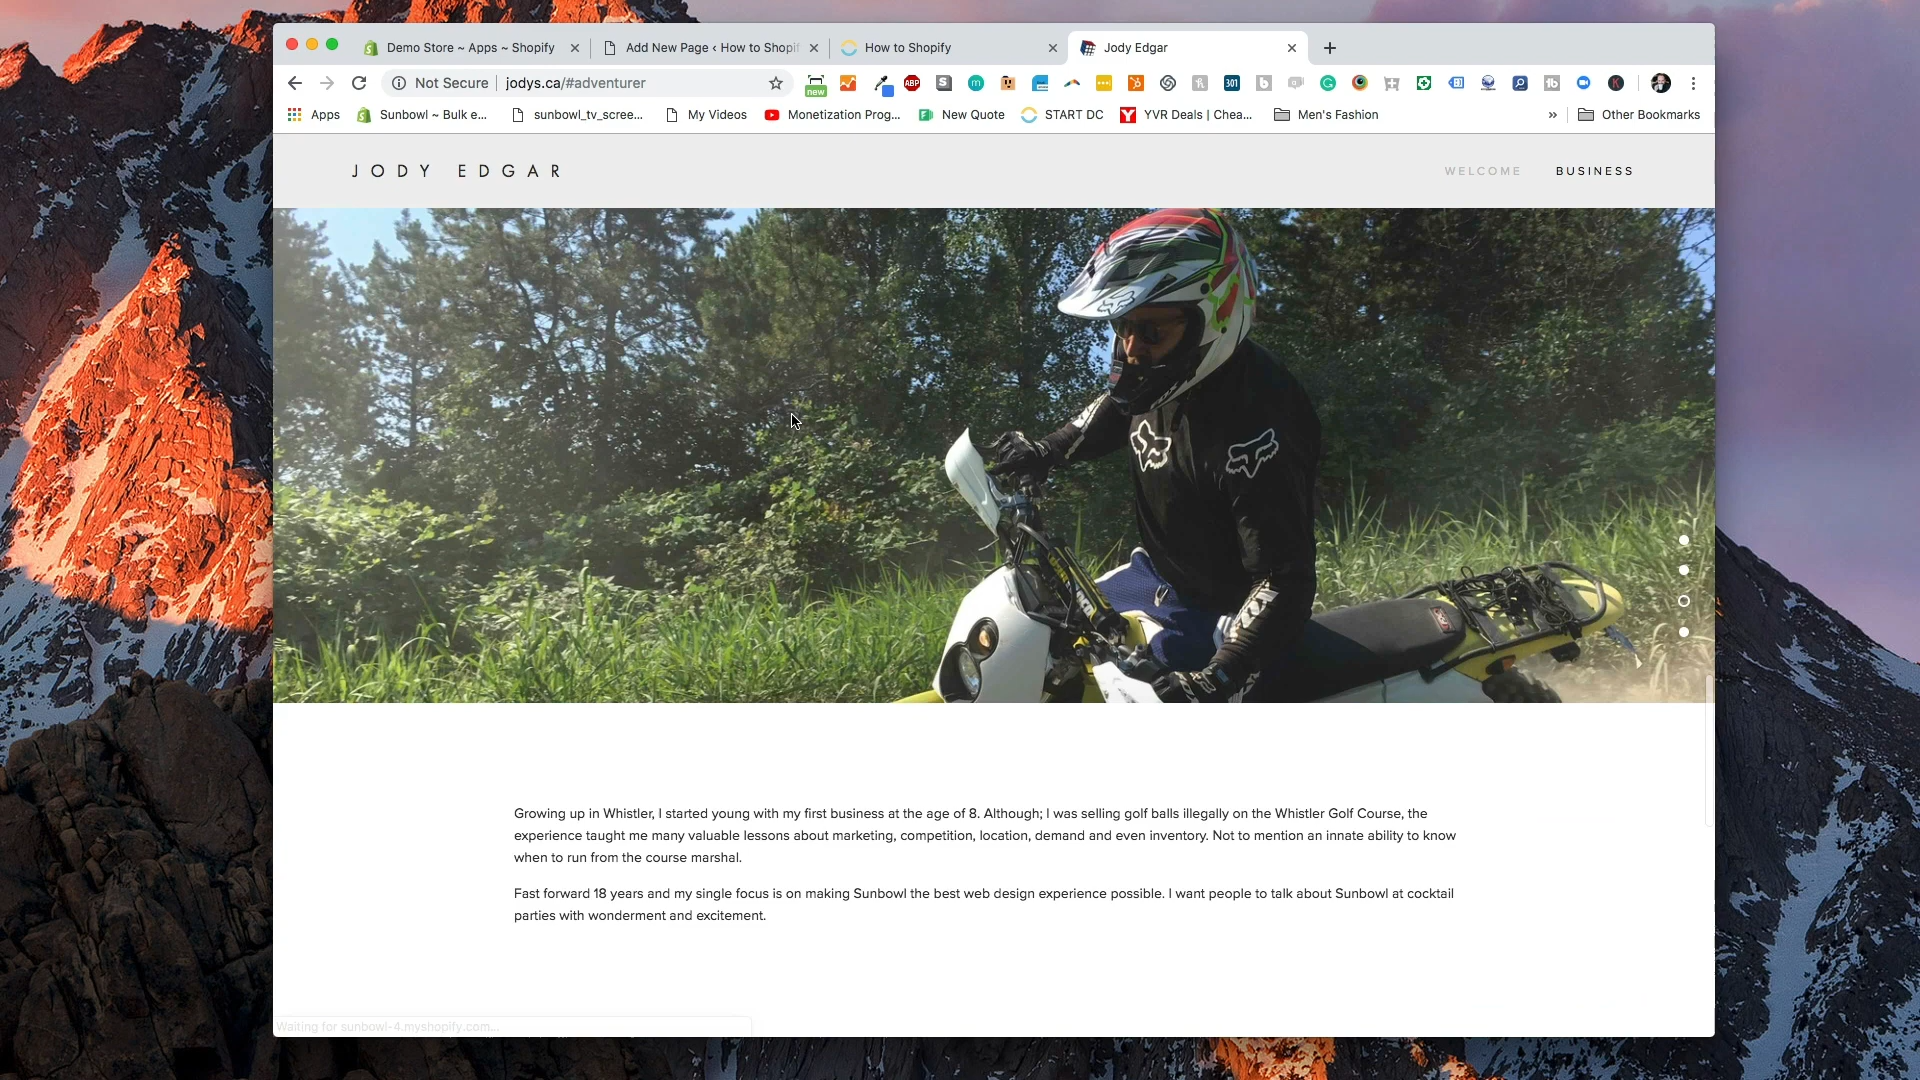 Demo Store ~ Apps ~ Shopify
Add New Page ‹ How to Shopif
How to Shopify
Jody Edgar
Not Secure
jodys.ca/#adventurer
new
ABP
301
Apps
Sunbowl ~ Bulk e...
sunbowl_tv_scree...
My Videos
Monetization Prog...
New Quote
START DC
YVR Deals | Chea...
Men's Fashion
»
Other Bookmarks
JODY EDGAR
WELCOME
BUSINESS
Growing up in Whistler, I started young with my first business at the age of 8. Although; I was selling golf balls illegally on the Whistler Golf Course, the
experience taught me many valuable lessons about marketing, competition, location, demand and even inventory. Not to mention an innate ability to know
when to run from the course marshal.
Fast forward 18 years and my single focus is on making Sunbowl the best web design experience possible. I want people to talk about Sunbowl at cocktail
parties with wonderment and excitement.
Waiting for sunbowl-4.myshopify.com...